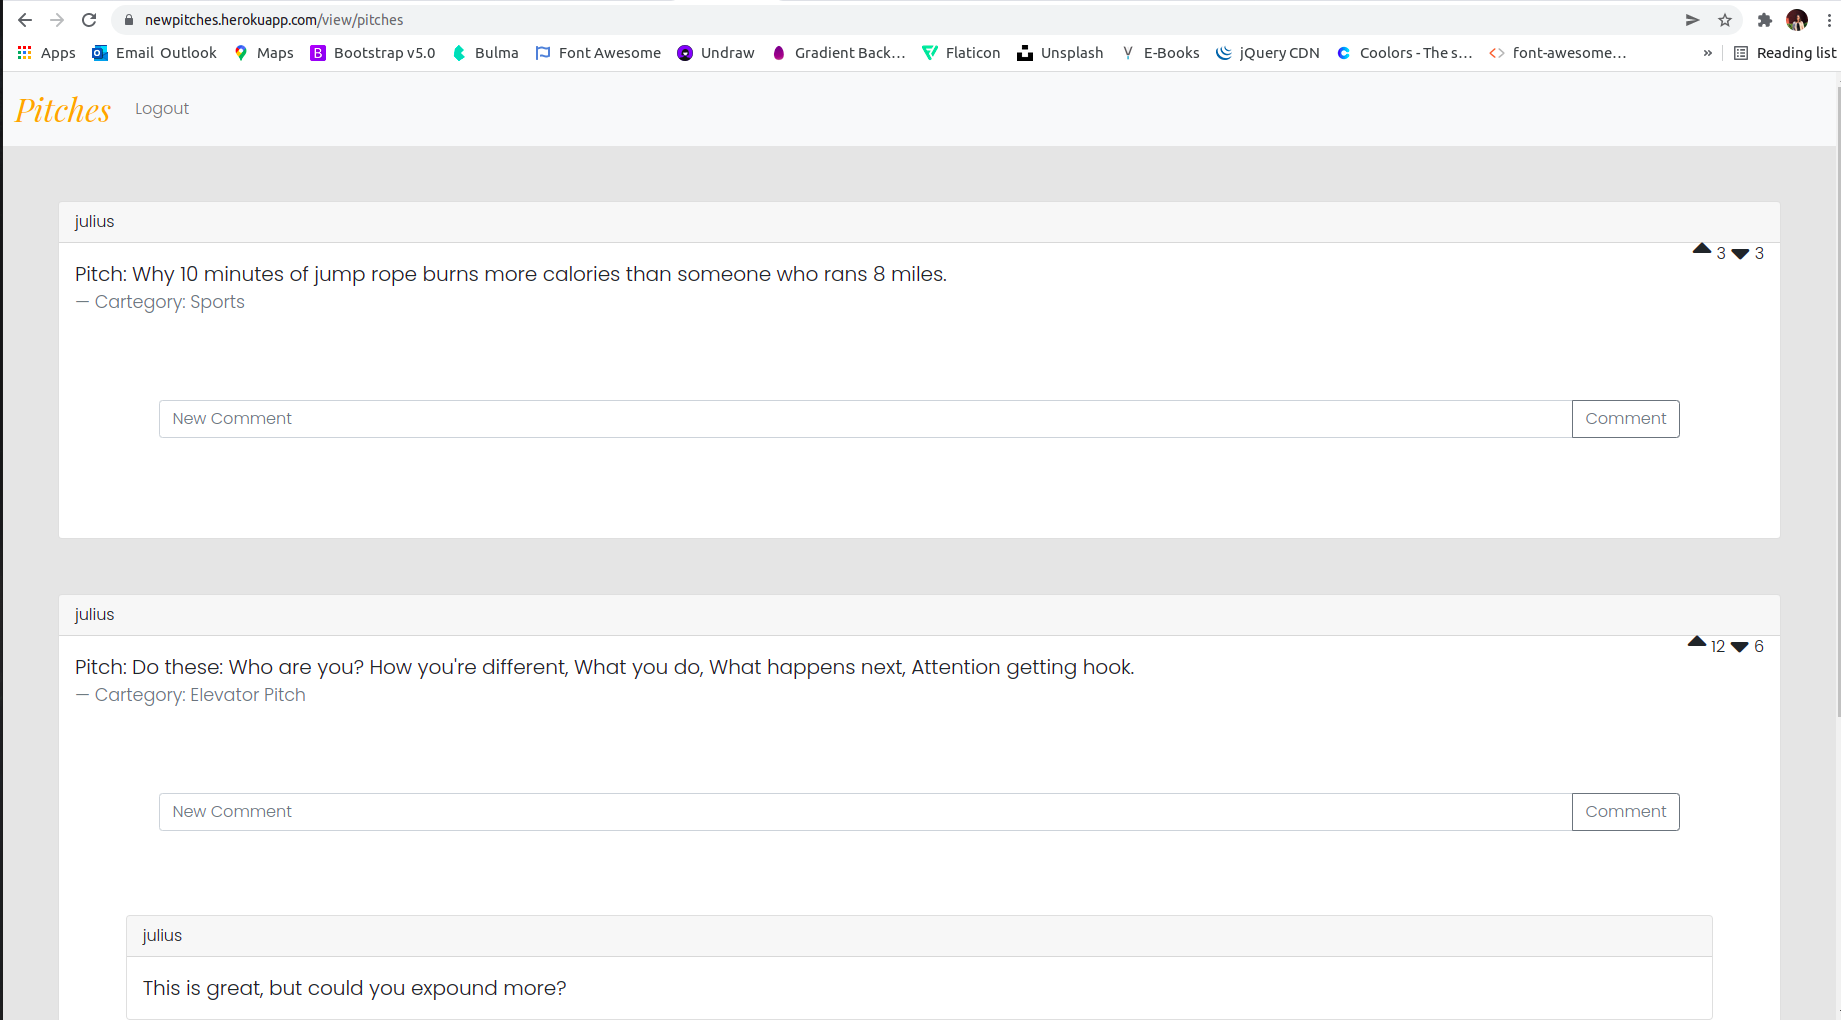 newpitches.herokuapp.com/view/pitches
Apps Email Outlook Maps Bootstrap v5.0 Bulma Font Awesome Undraw Gradient Back... Flaticon Unsplash E-Books jQuery CDN Coolors - The s... font-awesome... » Reading list
Pitches Logout
julius
3 3
Pitch: Why 10 minutes of jump rope burns more calories than someone who rans 8 miles.
— Cartegory: Sports
New Comment Comment
julius
12 6
Pitch: Do these: Who are you? How you're different, What you do, What happens next, Attention getting hook.
— Cartegory: Elevator Pitch
New Comment Comment
julius
This is great, but could you expound more?